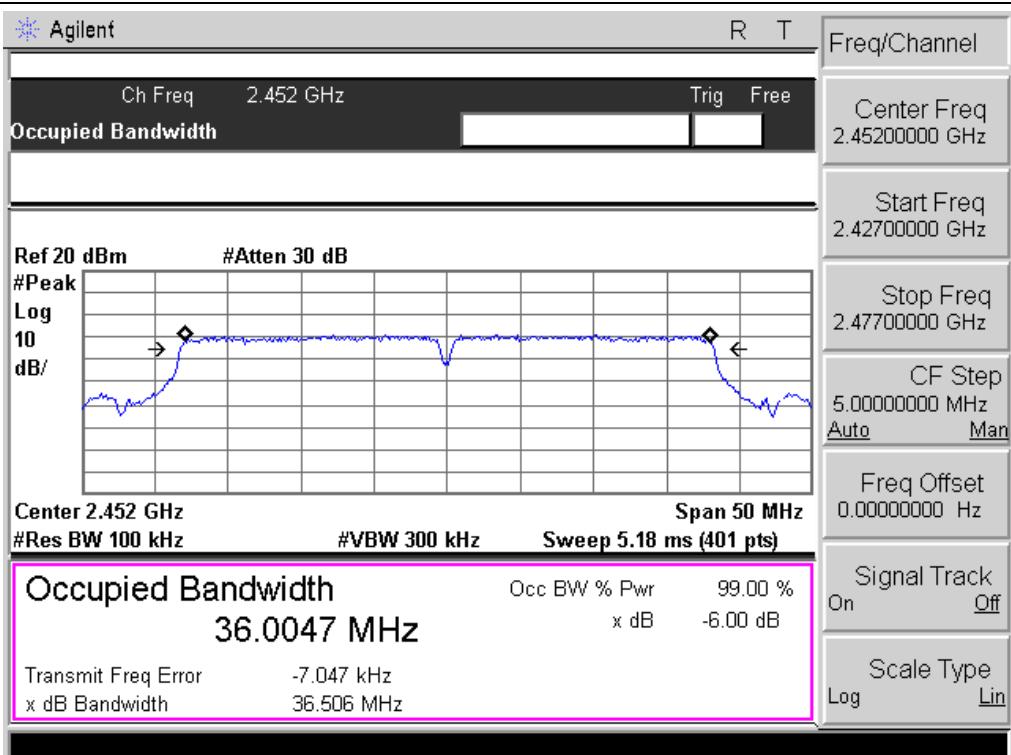 Agilent R T
Ch Freq 2.452 GHz Trig Free
Occupied Bandwidth
Ref 20 dBm #Atten 30 dB
#Peak
Log
10
dB/
Center 2.452 GHz Span 50 MHz
#Res BW 100 kHz #VBW 300 kHz Sweep 5.18 ms (401 pts)
Occupied Bandwidth Occ BW % Pwr 99.00 %
36.0047 MHz x dB -6.00 dB
Transmit Freq Error -7.047 kHz
x dB Bandwidth 36.506 MHz
Freq/Channel
Center Freq
2.45200000 GHz
Start Freq
2.42700000 GHz
Stop Freq
2.47700000 GHz
CF Step
5.00000000 MHz
Auto Man
Freq Offset
0.00000000 Hz
Signal Track
On Off
Scale Type
Log Lin